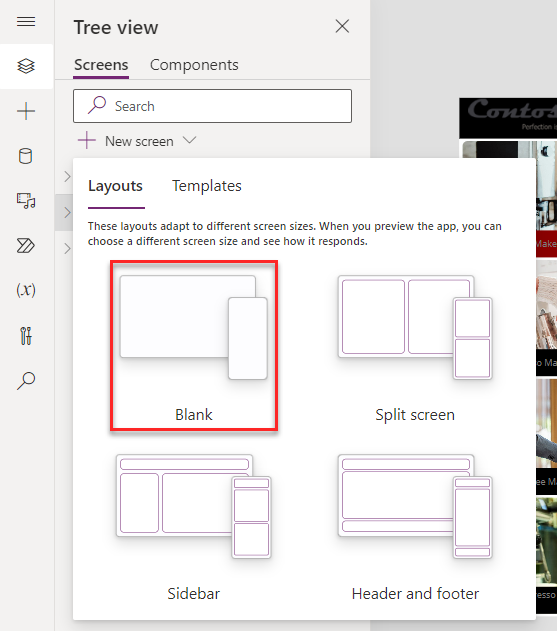 Tree view
Screens Components
Search
New screen
Layouts Templates
These layouts adapt to different screen sizes. When you preview the app, you can
choose a different screen size and see how it responds.
Blank
Split screen
Sidebar
Header and footer
(x)
Contos
Perfection i
Make
o Ma
ee Ma
resso